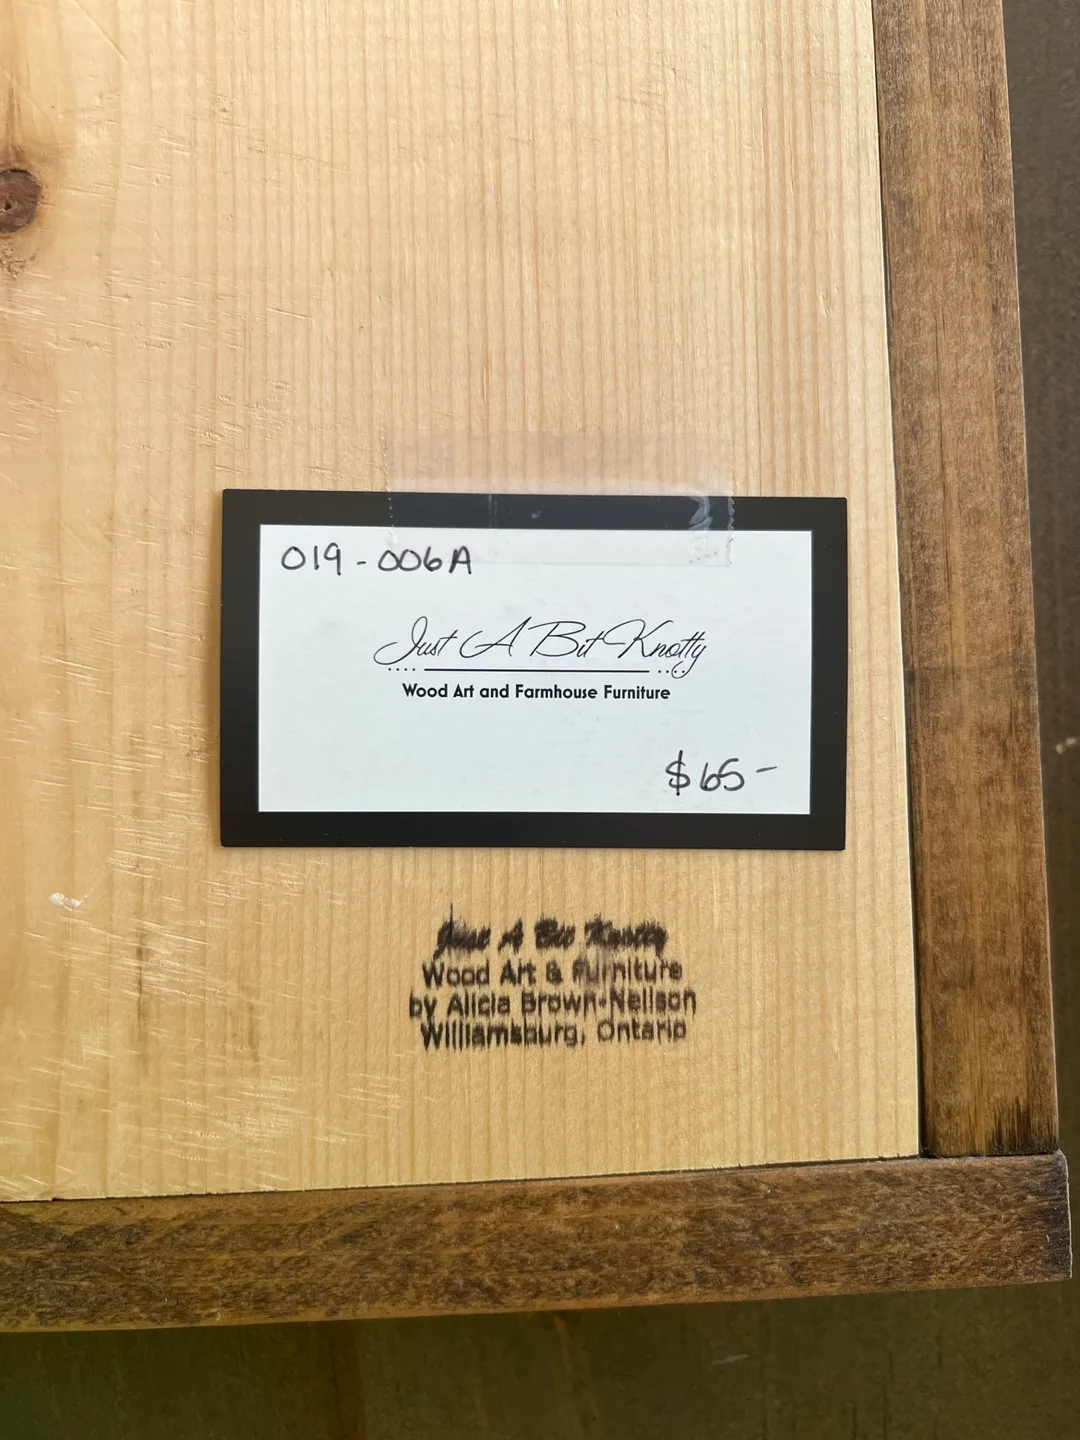 019-006A
Just A Bit Knotty
Wood Art and Farmhouse Furniture
$65-
Just A Bit Knotty
Wood Art & Furniture
by Alicia Brown-Nellson
Williamsburg, Ontario